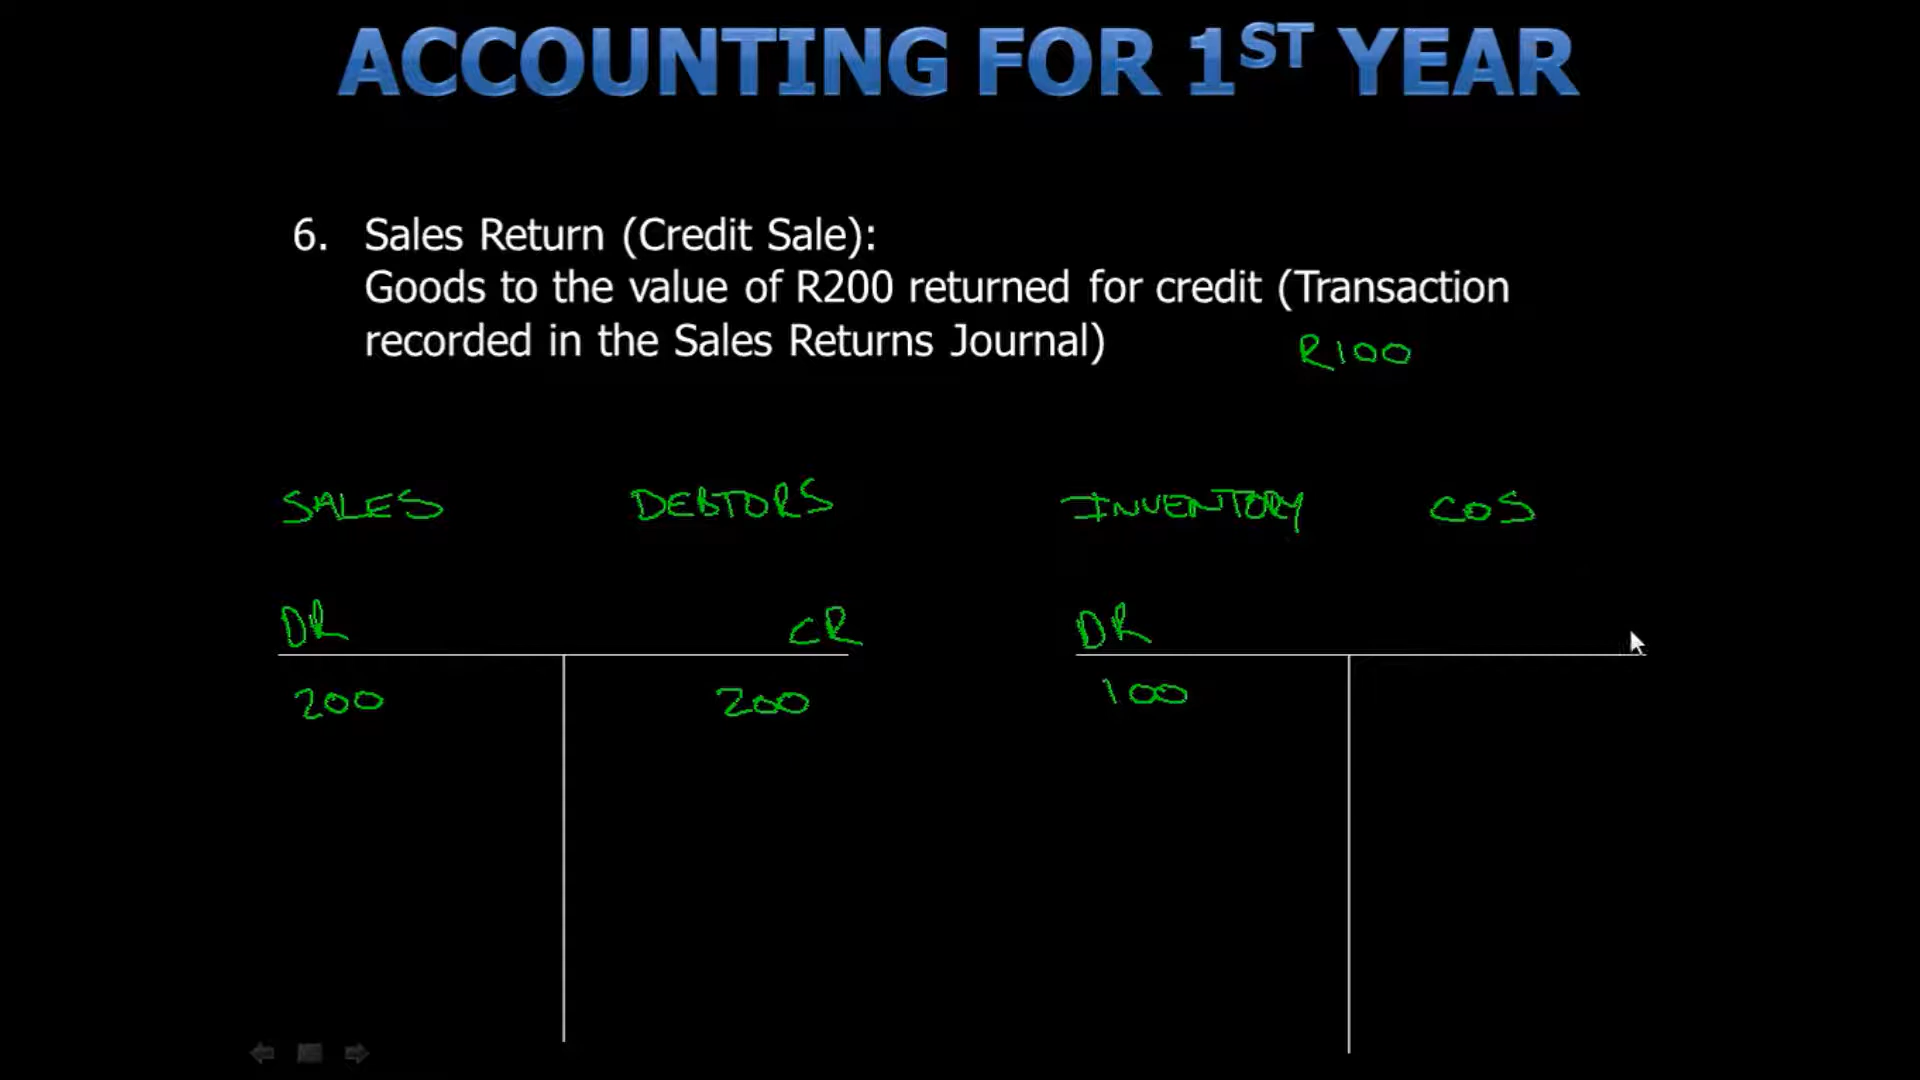 ACCOUNTING FOR 1ST YEAR
6. Sales Return (Credit Sale):
Goods to the value of R200 returned for credit (Transaction
recorded in the Sales Returns Journal)
R100
SALES DEBTORS INVENTORY COS
DR CR DR
200 200 100